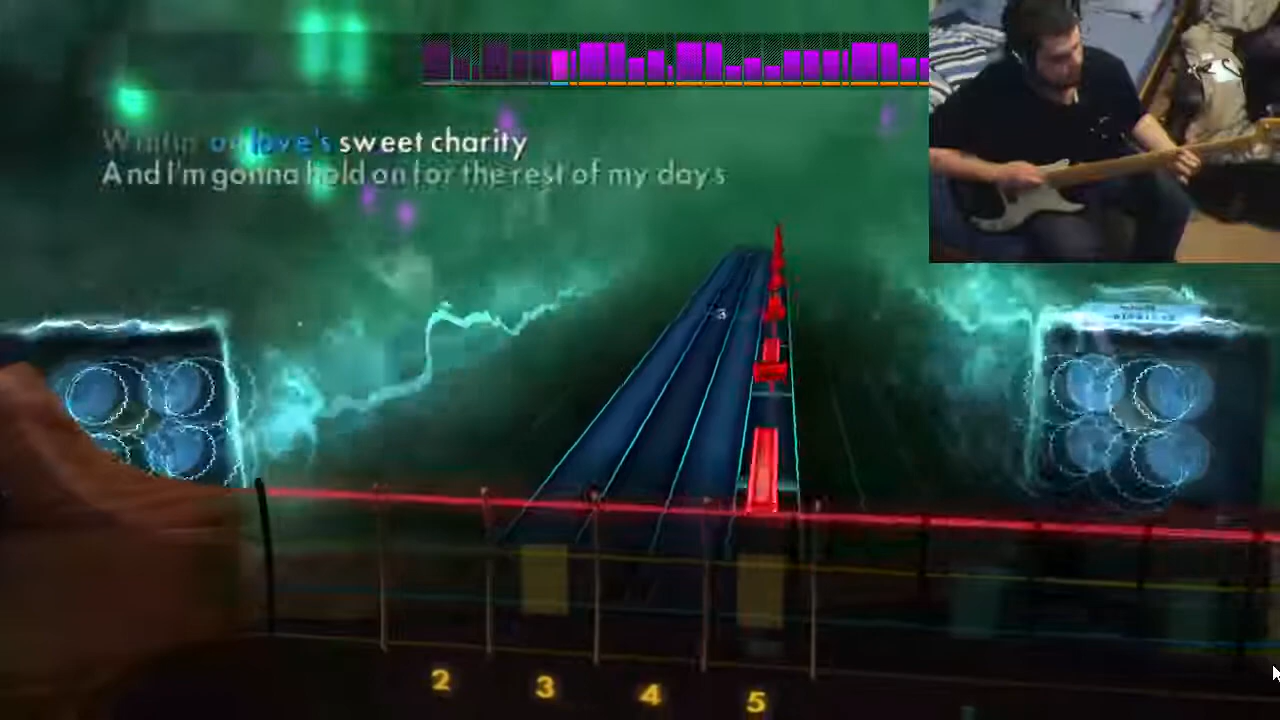 Waitin' on love's sweet charity
And I'm gonna hold on for the rest of my days
3
2 3 4 5